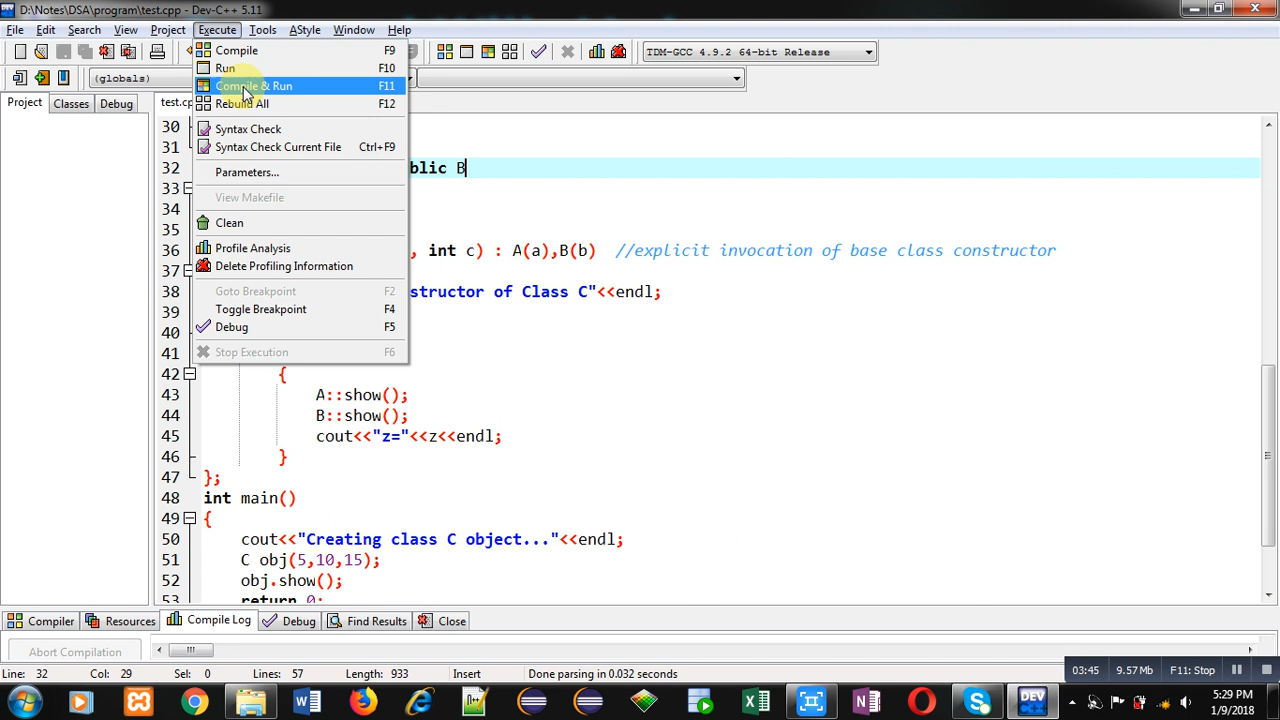 D:\Notes\DSA\program\test.cpp - Dev-C++ 5.11
File Edit Search View Project Execute Tools AStyle Window Help
TDM-GCC 4.9.2 64-bit Release
(globals)
Project Classes Debug test.cp
Compile F9
Run F10
Compile & Run F11
Rebuild All F12
Syntax Check
Syntax Check Current File Ctrl+F9
Parameters...
View Makefile
Clean
Profile Analysis
Delete Profiling Information
Goto Breakpoint F2
Toggle Breakpoint F4
Debug F5
Stop Execution F6
30
31
32 blic B
33
34
35
36 , int c) : A(a),B(b) //explicit invocation of base class constructor
37
38 structor of Class C"<<endl;
39
40
41
42 {
43 A::show();
44 B::show();
45 cout<<"z="<<z<<endl;
46 }
47 };
48 int main()
49 {
50 cout<<"Creating class C object..."<<endl;
51 C obj(5,10,15);
52 obj.show();
53 return 0;
Compiler Resources Compile Log Debug Find Results Close
Abort Compilation
Line: 32 Col: 29 Sel: 0 Lines: 57 Length: 933 Insert Done parsing in 0.032 seconds
03:45 9.57 Mb F11: Stop
DEV
5:29 PM
1/9/2018